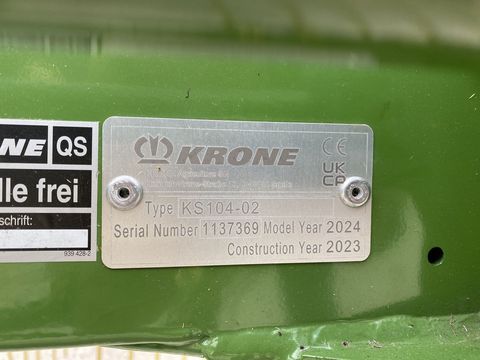 NE QS
lle frei
schrift:
939 428-2
KRONE
CE
UK
CA
Type KS104-02
Serial Number 1137369 Model Year 2024
Construction Year 2023